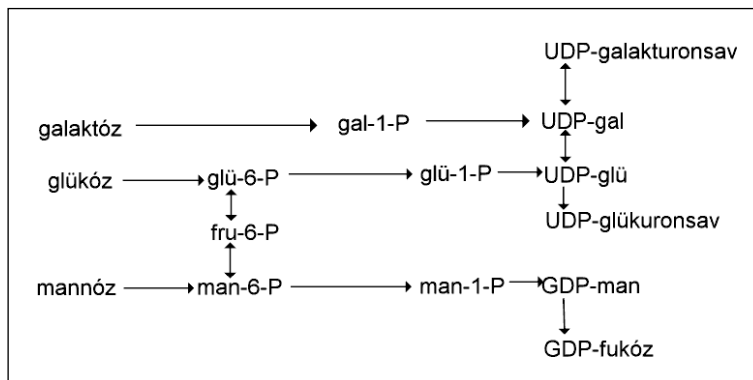 UDP-galakturonsav
galaktóz gal-1-P UDP-gal
glükóz glü-6-P glü-1-P UDP-glü
UDP-glükuronsav
fru-6-P
mannóz man-6-P man-1-P GDP-man
GDP-fukóz